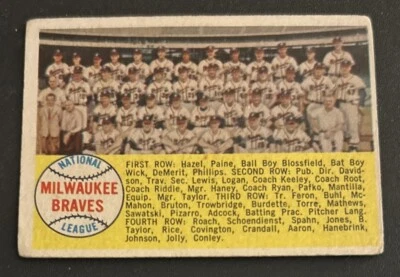 NATIONAL
MILWAUKEE
BRAVES
LEAGUE
FIRST ROW: Hazel, Paine, Ball Boy Blossfield, Bat Boy
Wick, DeMerit, Phillips. SECOND ROW: Pub. Dir. David-
son, Trav. Sec. Lewis, Logan, Coach Keeley, Coach Root,
Coach Riddle, Mgr. Haney, Coach Ryan, Pafko, Mantilla,
Equip. Mgr. Taylor. THIRD ROW: Tr. Feron, Buhl, Mc-
Mahon, Bruton, Trowbridge, Burdette, Torre, Mathews,
Sawatski, Pizarro, Adcock, Batting Prac. Pitcher Lang.
FOURTH ROW: Roach, Schoendienst, Spahn, Jones, B.
Taylor, Rice, Covington, Crandall, Aaron, Hanebrink,
Johnson, Jolly, Conley.